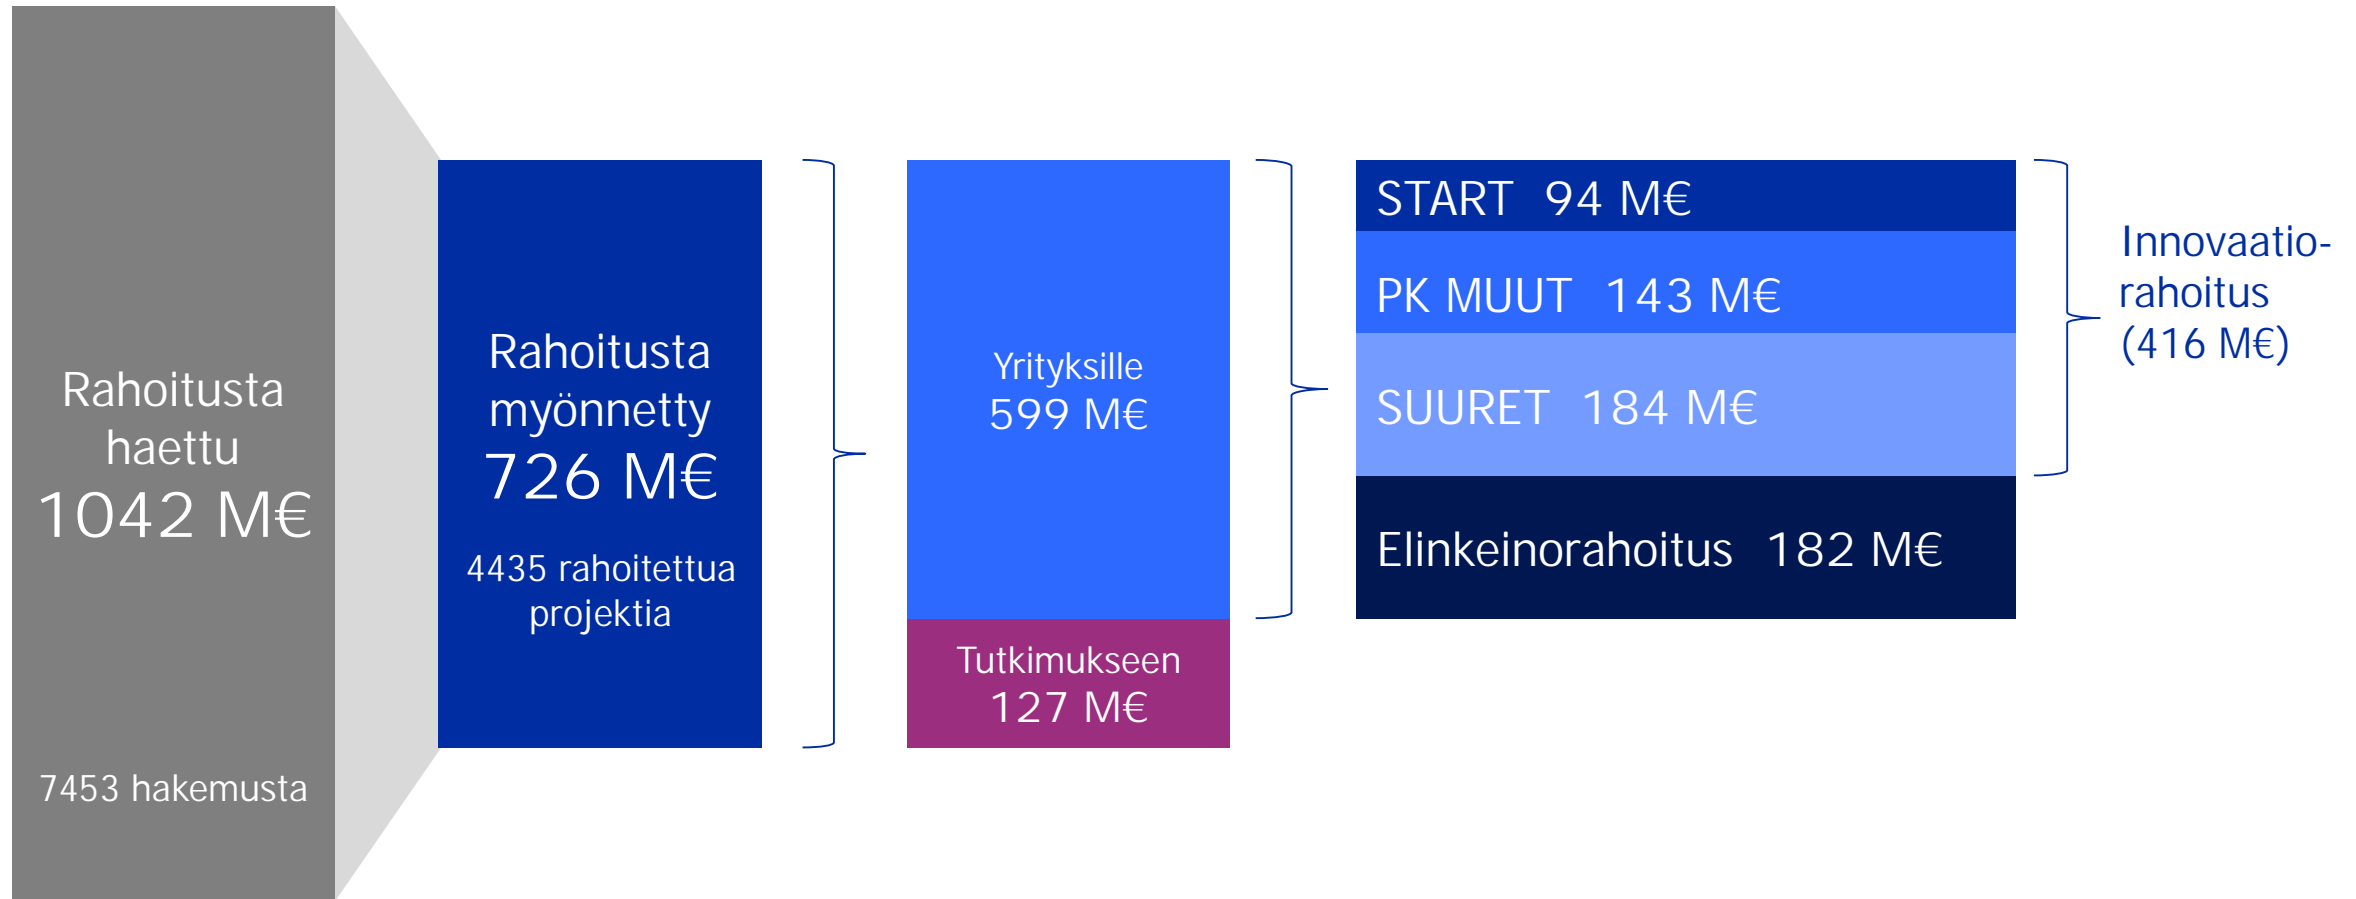 Rahoitusta
haettu
1042 M€
7453 hakemusta
Rahoitusta
myönnetty
726 M€
4435 rahoitettua
projektia
Yrityksille
599 M€
Tutkimukseen
127 M€
START 94 M€
PK MUUT 143 M€
SUURET 184 M€
Elinkeinorahoitus 182 M€
Innovaatio-
rahoitus
(416 M€)